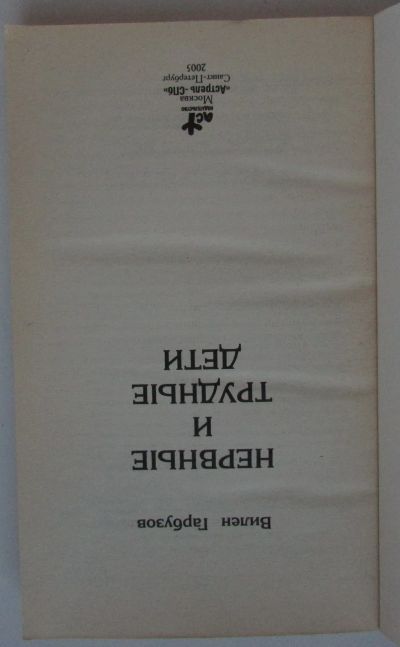 Вилен Гарбузов
НЕРВНЫЕ
И
ТРУДНЫЕ
ДЕТИ
аст
ИЗДАТЕЛЬСТВО
Москва
«Астрель-СПб»
Санкт-Петербург
2005